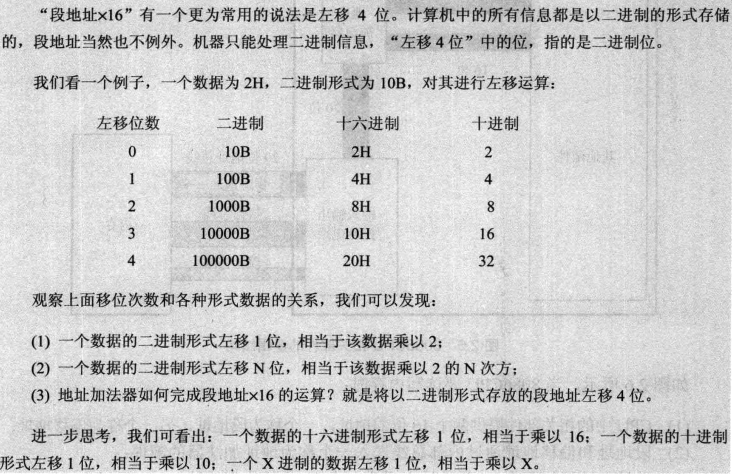 “段地址×16”有一个更为常用的说法是左移 4 位。计算机中的所有信息都是以二进制的形式存储
的，段地址当然也不例外。机器只能处理二进制信息，“左移 4 位”中的位，指的是二进制位。
我们看一个例子，一个数据为 2H，二进制形式为 10B，对其进行左移运算：
左移位数 二进制 十六进制 十进制
0 10B 2H 2
1 100B 4H 4
2 1000B 8H 8
3 10000B 10H 16
4 100000B 20H 32
观察上面移位次数和各种形式数据的关系，我们可以发现：
(1) 一个数据的二进制形式左移 1 位，相当于该数据乘以 2；
(2) 一个数据的二进制形式左移 N 位，相当于该数据乘以 2 的 N 次方；
(3) 地址加法器如何完成段地址×16 的运算？就是将以二进制形式存放的段地址左移 4 位。
进一步思考，我们可看出：一个数据的十六进制形式左移 1 位，相当于乘以 16；一个数据的十进制
形式左移 1 位，相当于乘以 10；一个 X 进制的数据左移 1 位，相当于乘以 X。